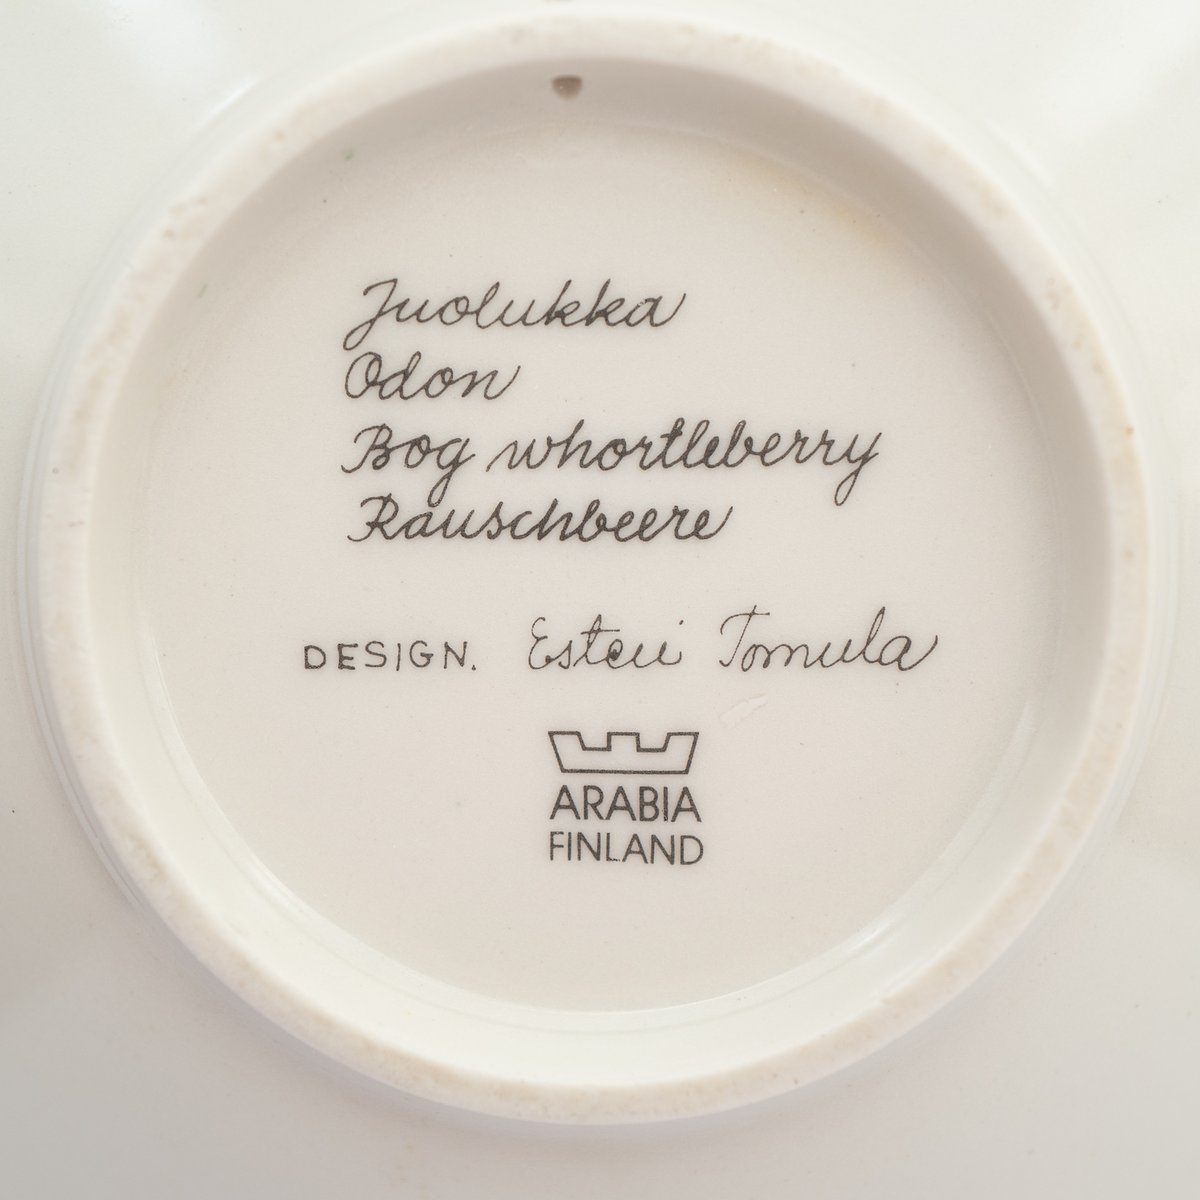 Juolukka
Odon
Bog whortleberry
Rauschbeere
DESIGN. Esteri Tomula
ARABIA
FINLAND